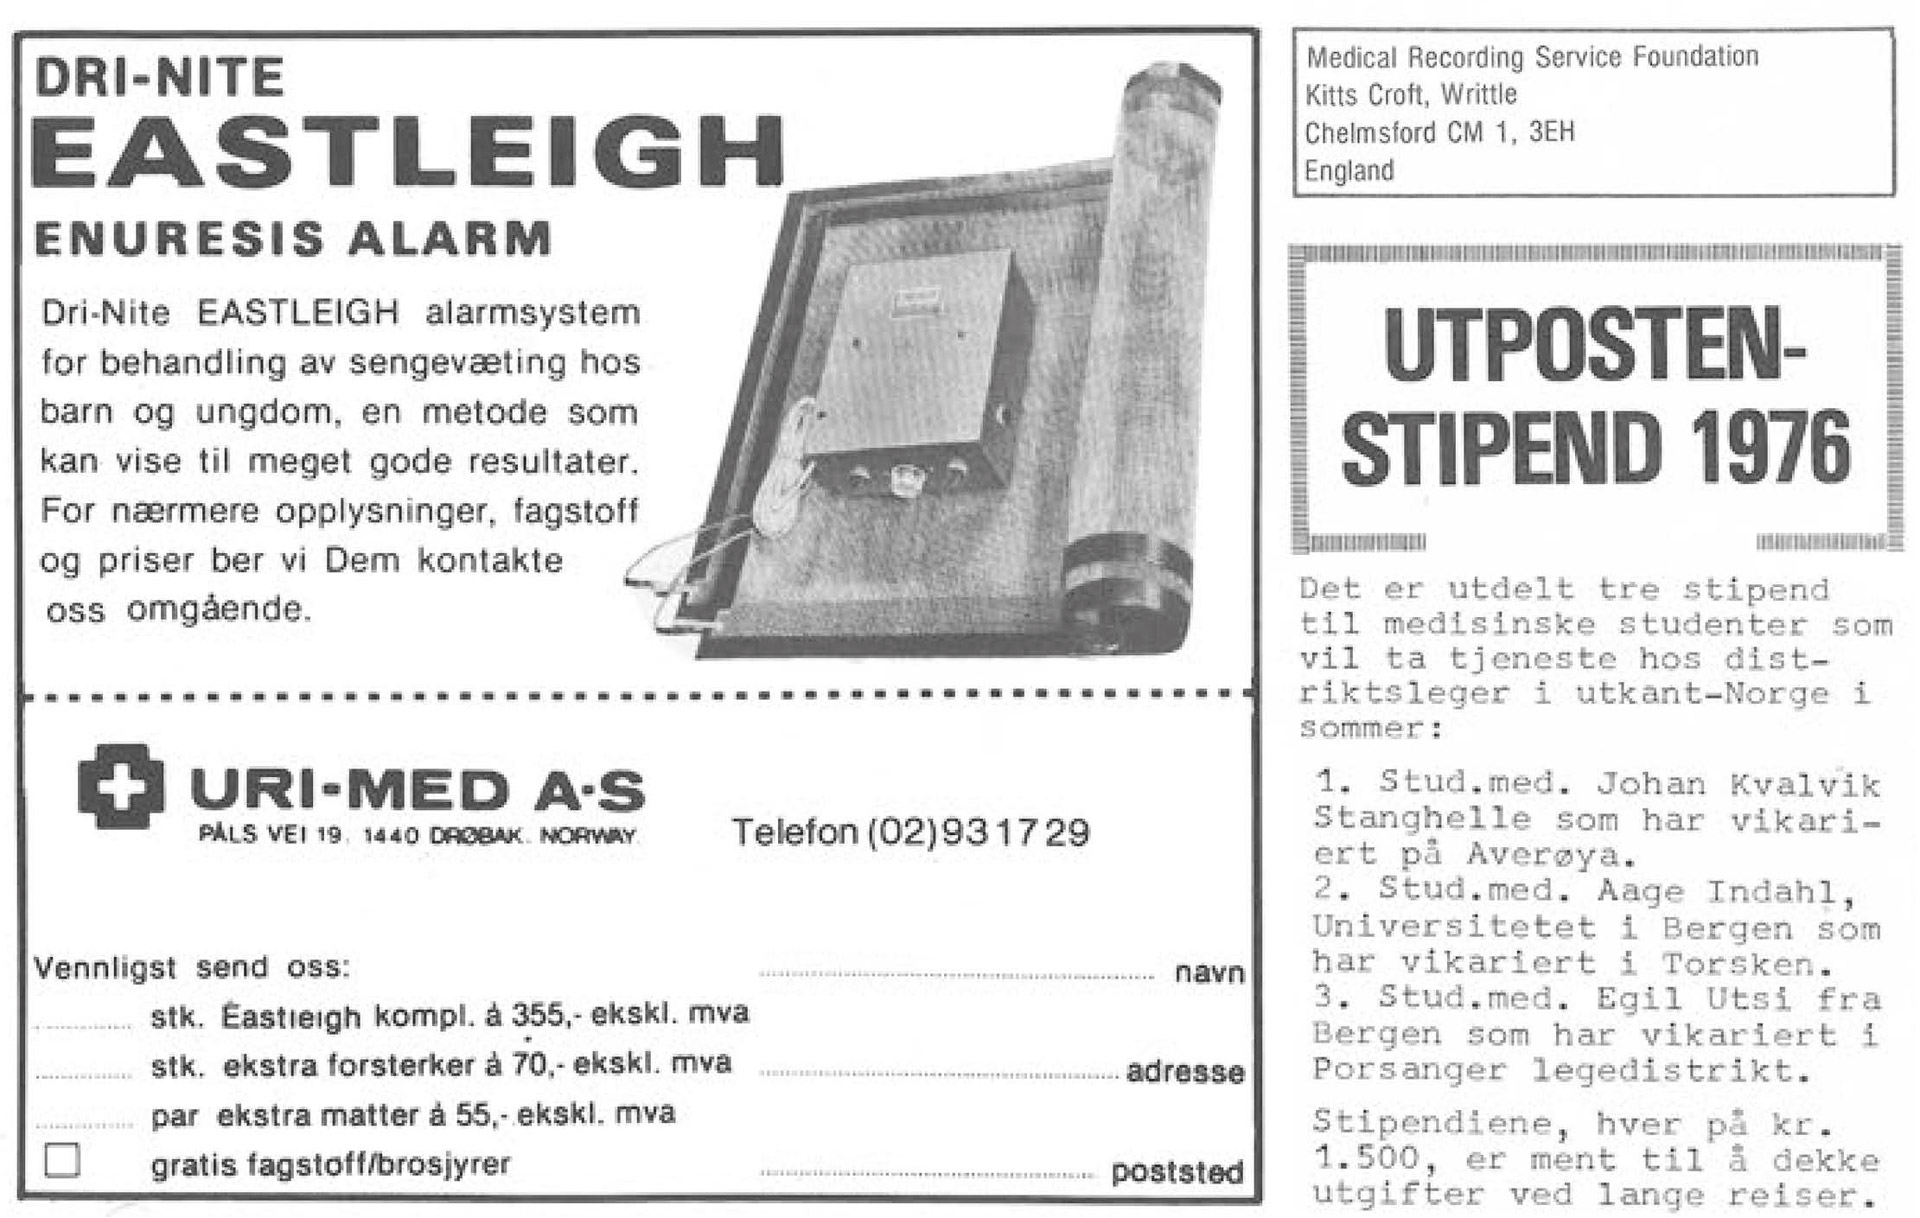 DRI-NITE
EASTLEIGH
ENURESIS ALARM
Dri-Nite EASTLEIGH alarmsystem
for behandling av sengevæting hos
barn og ungdom, en metode som
kan vise til meget gode resultater.
For nærmere opplysninger, fagstoff
og priser ber vi Dem kontakte
oss omgående.
URI-MED A·S
PÅLS VEI 19. 1440 DRØBAK. NORWAY.
Telefon (02) 93 17 29
Vennligst send oss:
navn
stk. Eastleigh kompl. à 355,- ekskl. mva
stk. ekstra forsterker à 70,- ekskl. mva
adresse
par ekstra matter à 55,- ekskl. mva
gratis fagstoff/brosjyrer
poststed
Medical Recording Service Foundation
Kitts Croft, Writtle
Chelmsford CM 1, 3EH
England
UTPOSTEN-
STIPEND 1976
Det er utdelt tre stipend
til medisinske studenter som
vil ta tjeneste hos dist-
riktsleger i utkant-Norge i
sommer:
1. Stud.med. Johan Kvalvik
Stanghelle som har vikari-
ert på Averøya.
2. Stud.med. Aage Indahl,
Universitetet i Bergen som
har vikariert i Torsken.
3. Stud.med. Egil Utsi fra
Bergen som har vikariert i
Porsanger legedistrikt.
Stipendiene, hver på kr.
1.500, er ment til å dekke
utgifter ved lange reiser.